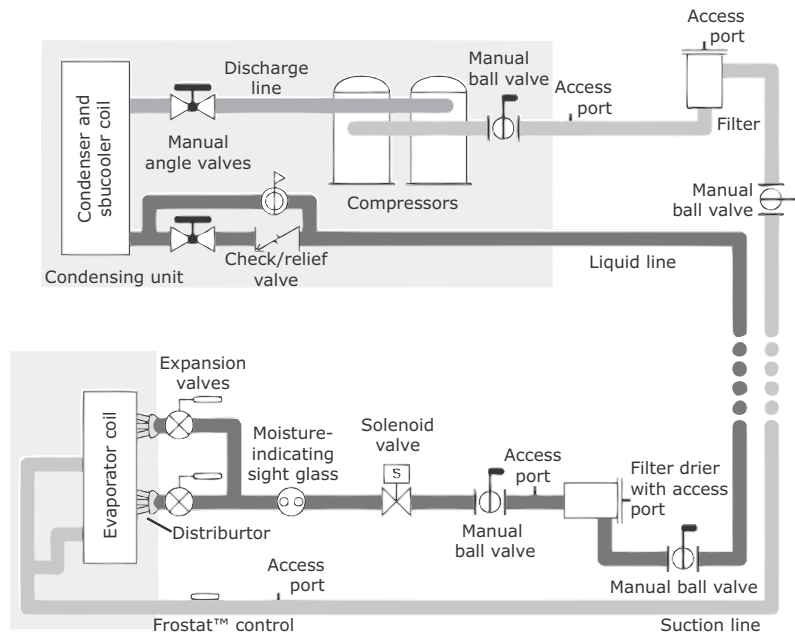 Access
port
Manual
ball valve
Discharge
line
Access
port
Condenser and
sbucooler coil
Filter
Manual
angle valves
Manual
ball valve
Compressors
Check/relief
valve
Liquid line
Condensing unit
Expansion
valves
Moisture-
indicating
sight glass
Solenoid
valve
S
Access
port
Filter drier
with access
port
Evaporator coil
Distriburtor
Manual
ball valve
Access
port
Manual ball valve
Frostat™ control
Suction line